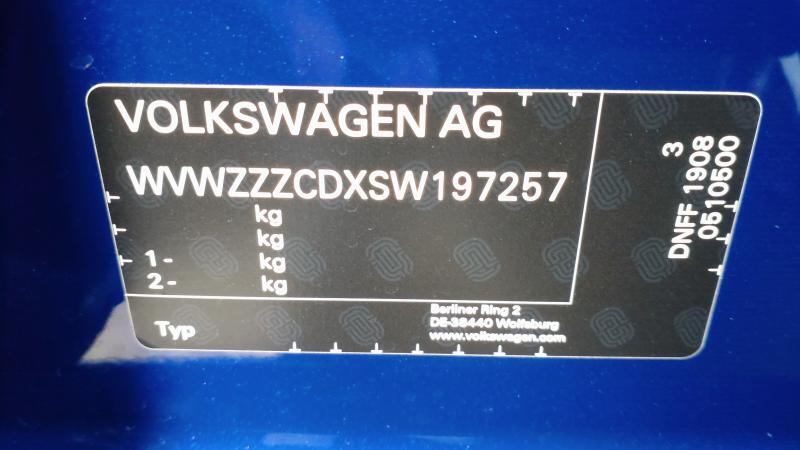 VOLKSWAGEN AG
WVWZZZCDXSW197257
kg
kg
1- kg
2- kg
Typ
Berliner Ring 2
DE-38440 Wolfsburg
www.volkswagen.com
3
DNFF 1908
0510500